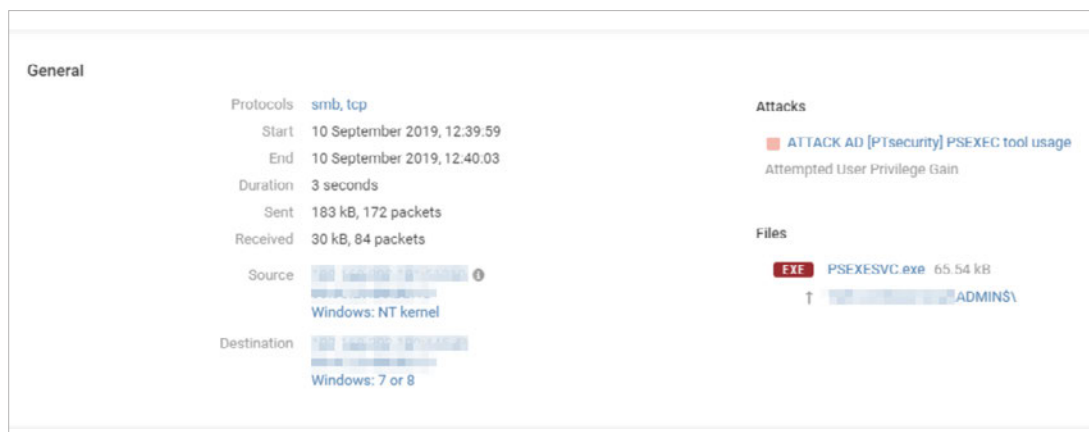 General
Protocols smb, tcp
Start 10 September 2019, 12:39:59
End 10 September 2019, 12:40:03
Duration 3 seconds
Sent 183 kB, 172 packets
Received 30 kB, 84 packets
Source
Windows: NT kernel
Destination
Windows: 7 or 8
Attacks
ATTACK AD [PTsecurity] PSEXEC tool usage
Attempted User Privilege Gain
Files
EXE PSEXESVC.exe 65.54 kB
↑ ADMIN$\